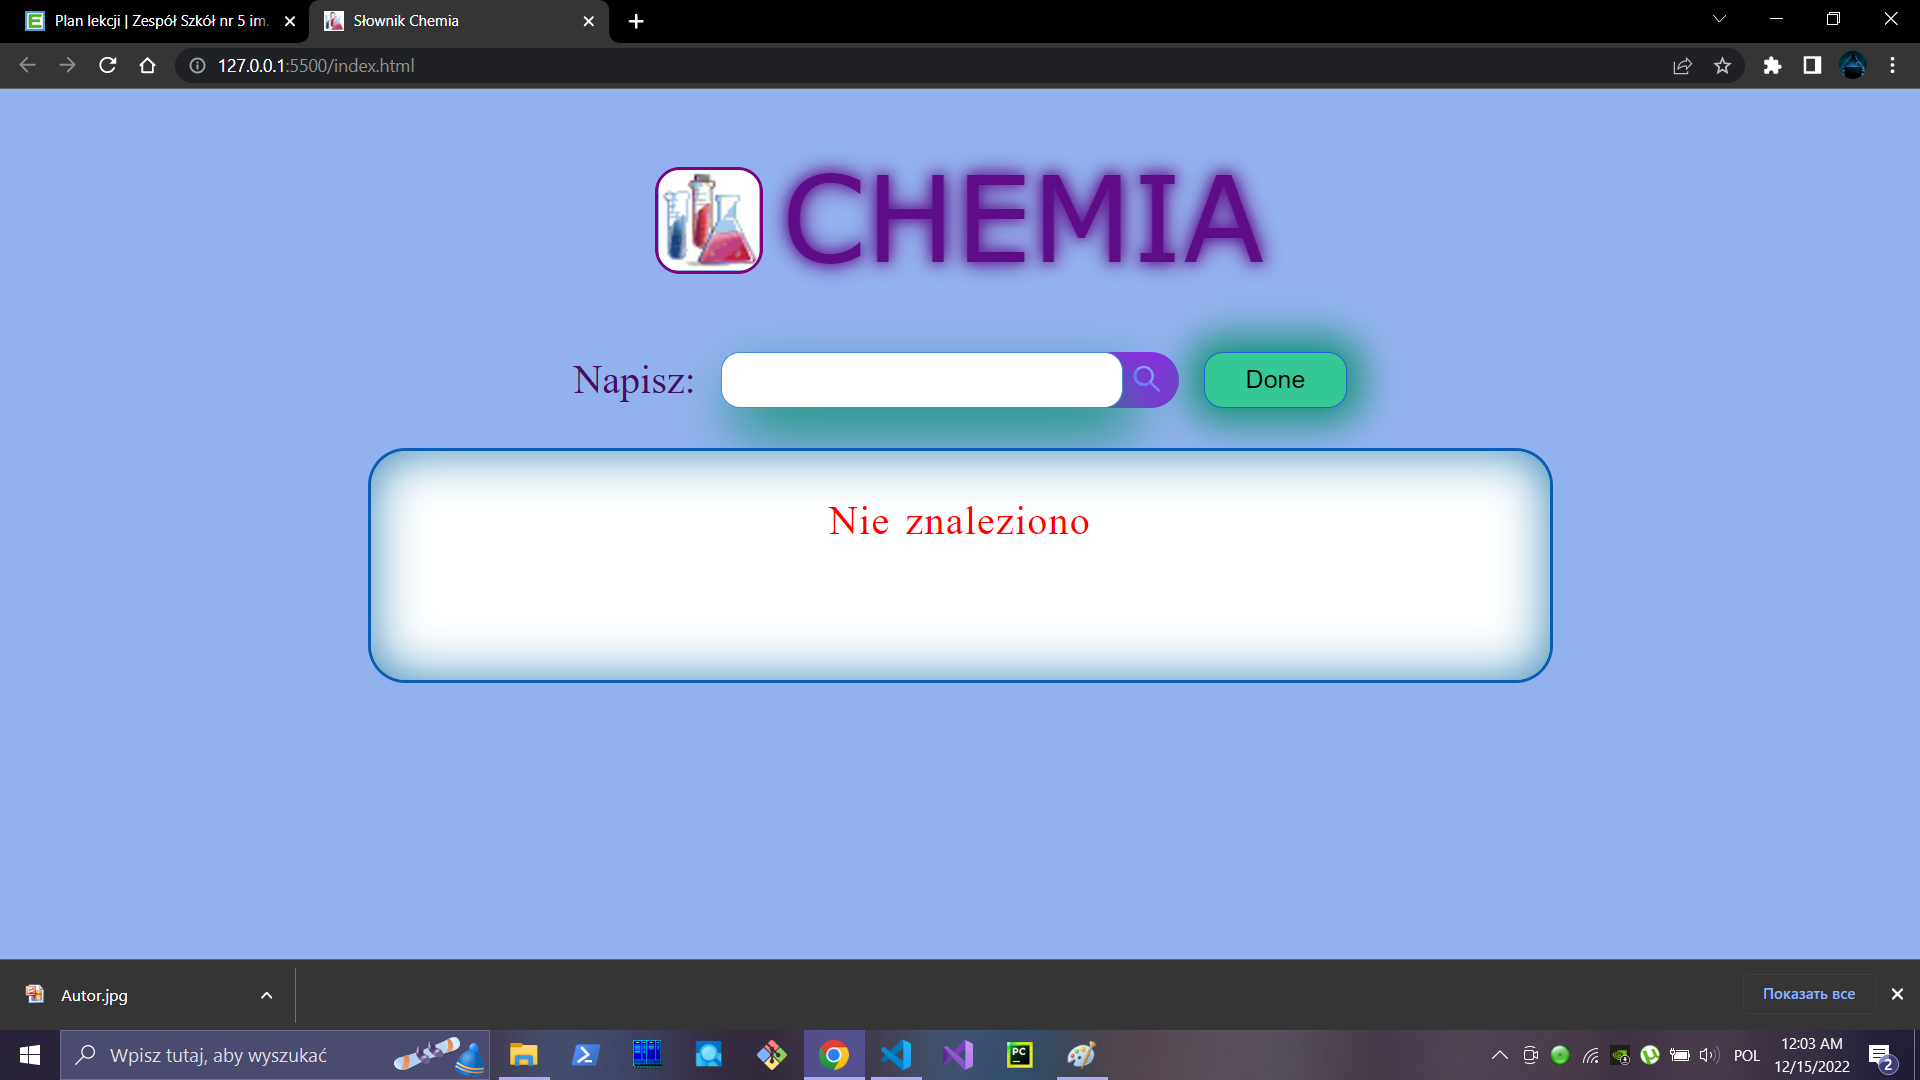 Plan lekcji | Zespół Szkół nr 5 im.
Słownik Chemia
127.0.0.1:5500/index.html
CHEMIA
Napisz:
Done
Nie znaleziono
Autor.jpg
Показать все
Wpisz tutaj, aby wyszukać
PC
POL
12:03 AM
12/15/2022
2